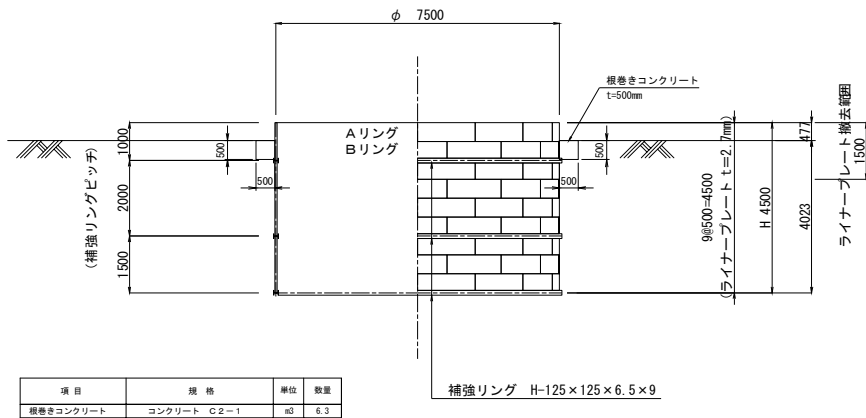 φ 7500
根巻きコンクリート
t=500mm
Aリング
Bリング
1000
2000
1500
(補強リングピッチ)
500
500
500
500
9@500=4500
(ライナープレート t=2.7mm)
H 4500
477
4023
1500
ライナープレート撤去範囲
補強リング H-125×125×6.5×9
項 目 規 格 単位 数量
根巻きコンクリート コンクリート C2-1 m3 6.3